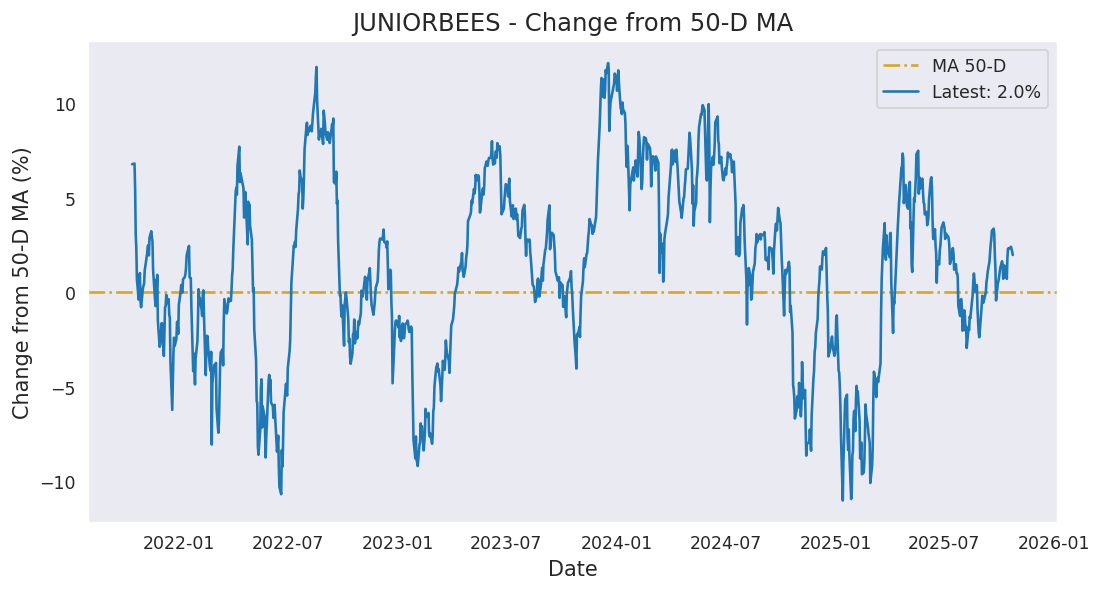 JUNIORBEES - Change from 50-D MA
MA 50-D
Latest: 2.0%
Change from 50-D MA (%)
10
5
0
−5
−10
2022-01 2022-07 2023-01 2023-07 2024-01 2024-07 2025-01 2025-07 2026-01
Date